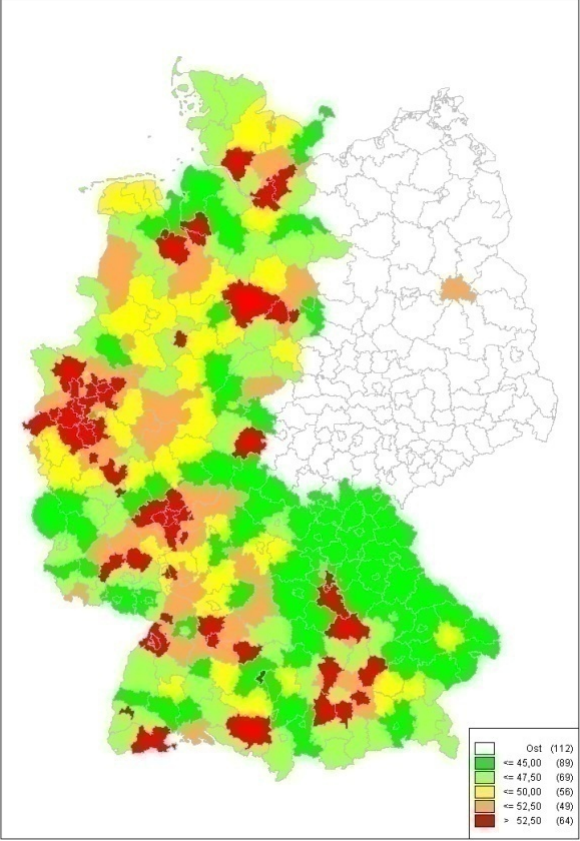 Ost (112)
<= 45,00 (89)
<= 47,50 (69)
<= 50,00 (56)
<= 52,50 (49)
> 52,50 (64)